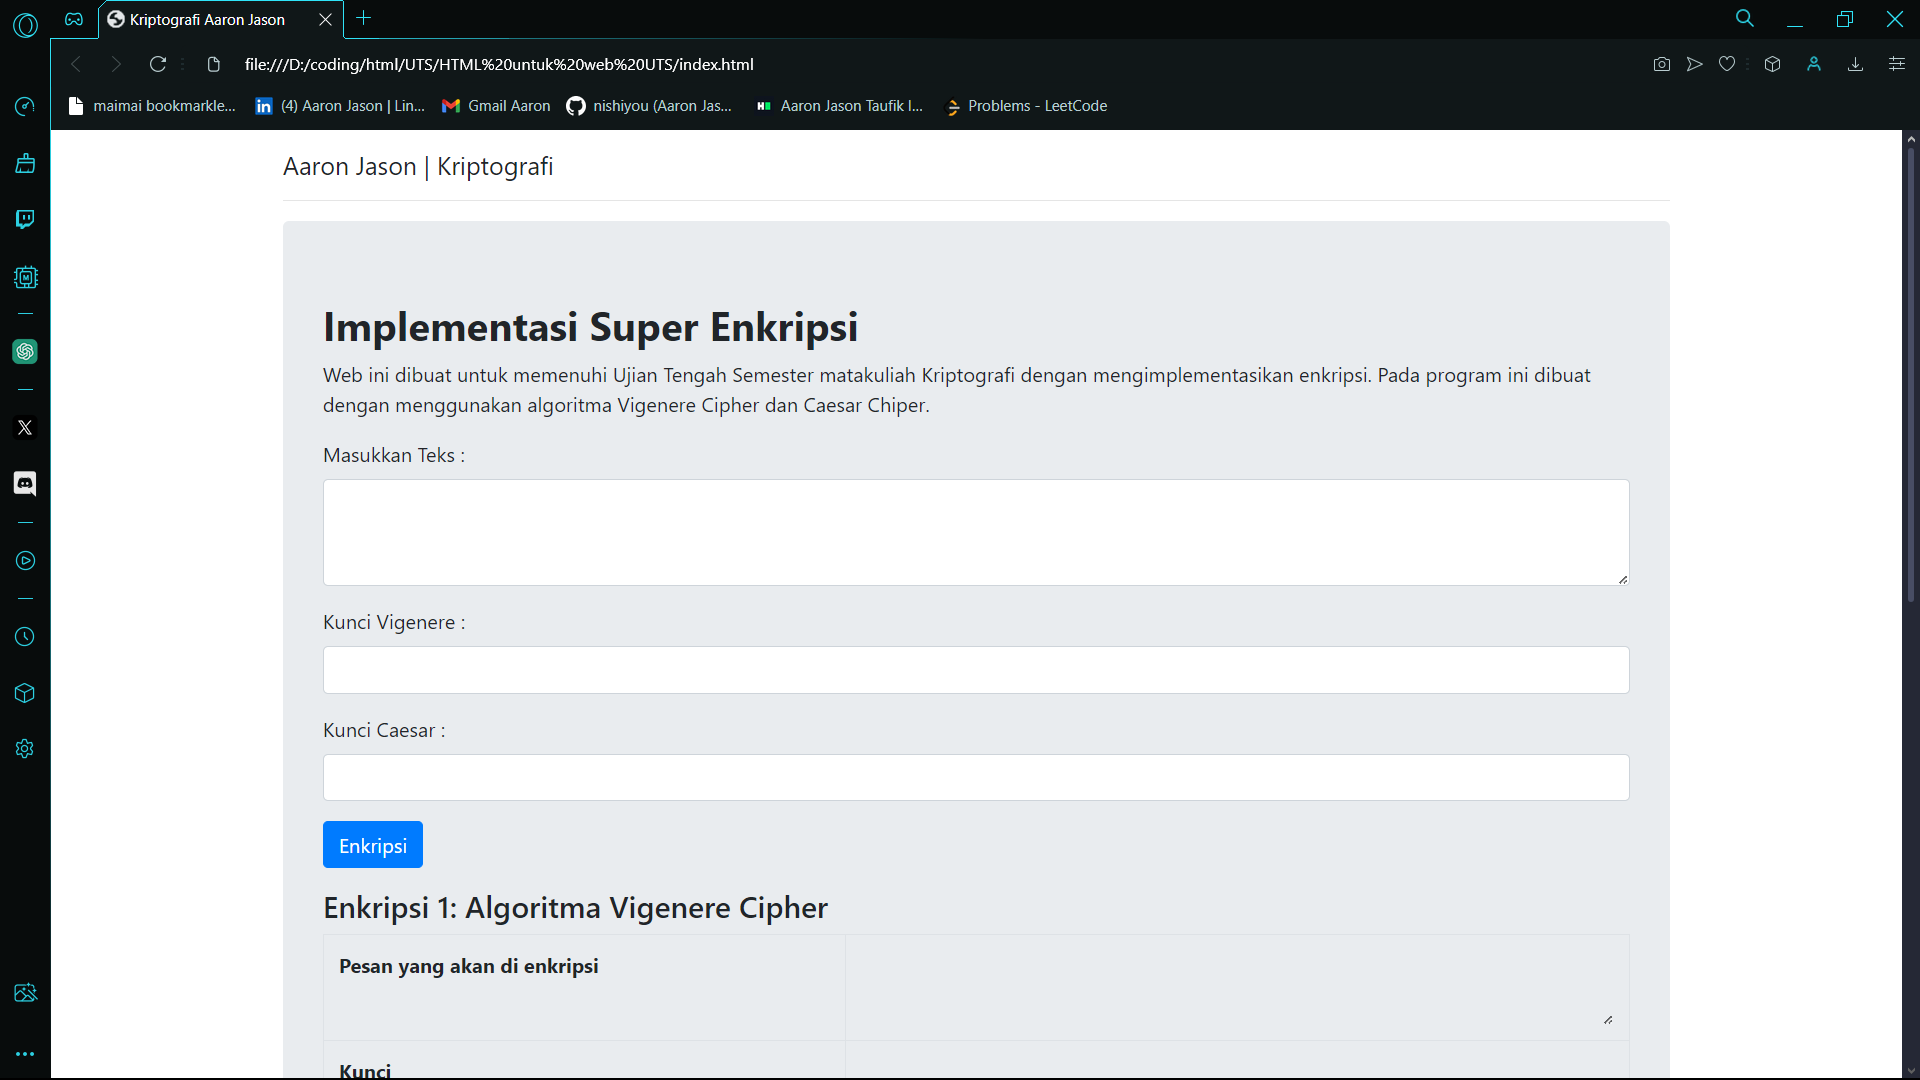 Kriptografi Aaron Jason
file:///D:/coding/html/UTS/HTML%20untuk%20web%20UTS/index.html
maimai bookmarkle... (4) Aaron Jason | Lin... Gmail Aaron nishiyou (Aaron Jas... Aaron Jason Taufik I... Problems - LeetCode
Aaron Jason | Kriptografi
Implementasi Super Enkripsi
Web ini dibuat untuk memenuhi Ujian Tengah Semester matakuliah Kriptografi dengan mengimplementasikan enkripsi. Pada program ini dibuat
dengan menggunakan algoritma Vigenere Cipher dan Caesar Chiper.
Masukkan Teks :
Kunci Vigenere :
Kunci Caesar :
Enkripsi
Enkripsi 1: Algoritma Vigenere Cipher
Pesan yang akan di enkripsi
Kunci